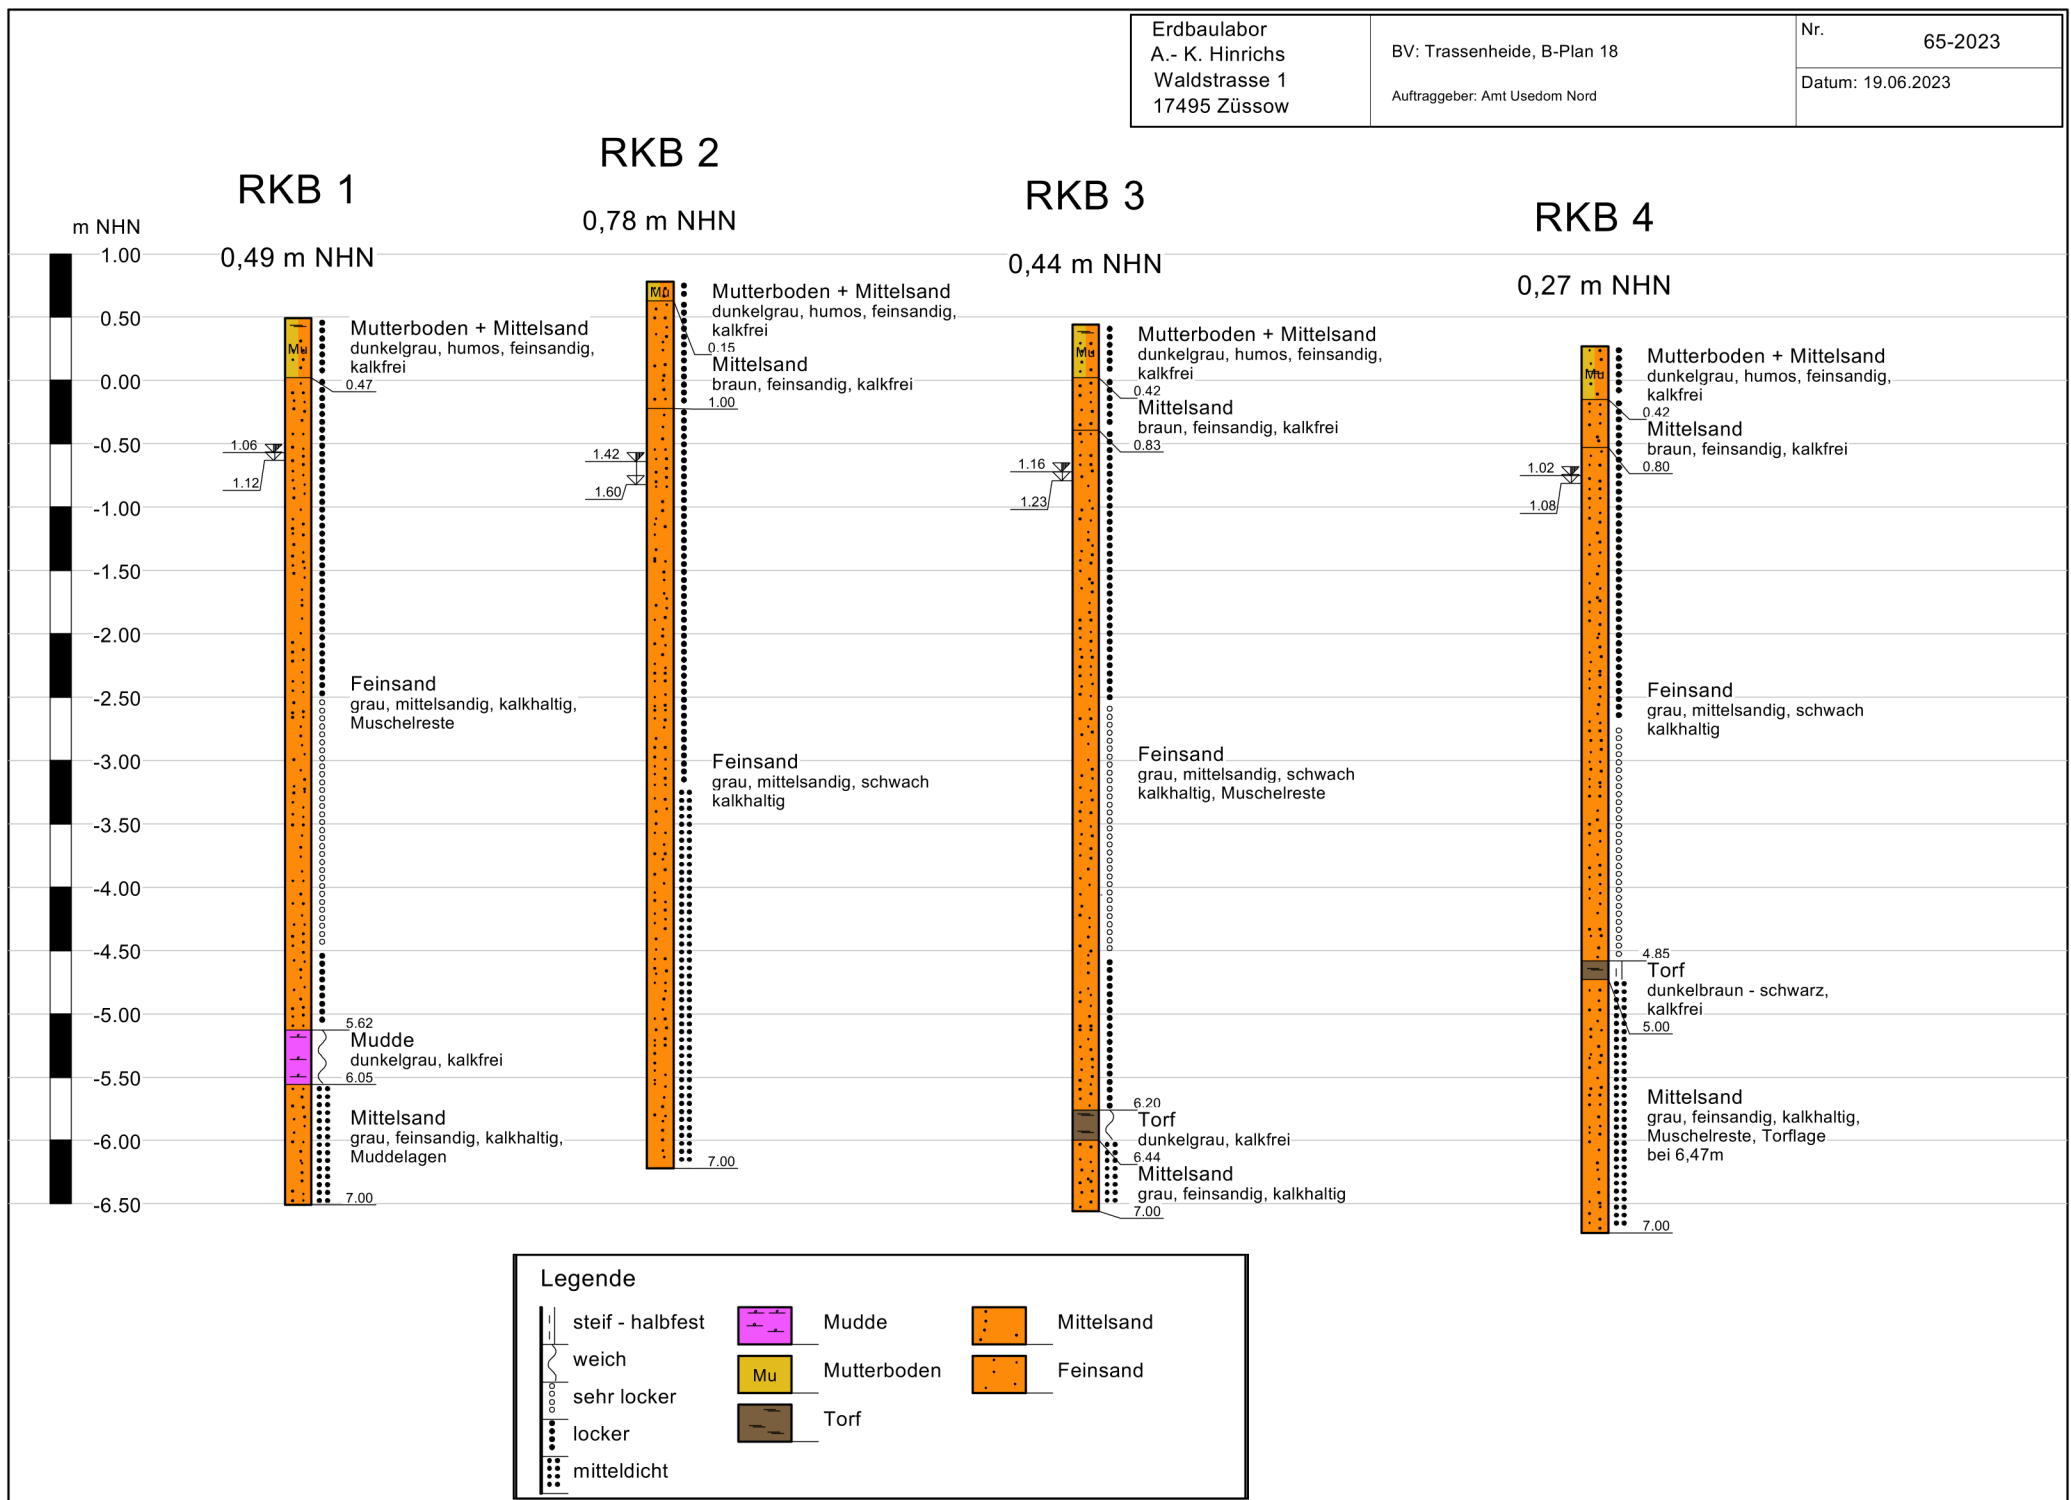 Erdbaulabor
A.- K. Hinrichs
Waldstrasse 1
17495 Züssow
BV: Trassenheide, B-Plan 18
Auftraggeber: Amt Usedom Nord
Nr.
65-2023
Datum: 19.06.2023
m NHN
1.00
0.50
0.00
-0.50
-1.00
-1.50
-2.00
-2.50
-3.00
-3.50
-4.00
-4.50
-5.00
-5.50
-6.00
-6.50
RKB 1
0,49 m NHN
Mu
Mutterboden + Mittelsand
dunkelgrau, humos, feinsandig,
kalkfrei
0.47
1.06
1.12
Feinsand
grau, mittelsandig, kalkhaltig,
Muschelreste
5.62
Mudde
dunkelgrau, kalkfrei
6.05
Mittelsand
grau, feinsandig, kalkhaltig,
Muddelagen
7.00
RKB 2
0,78 m NHN
Mu
Mutterboden + Mittelsand
dunkelgrau, humos, feinsandig,
kalkfrei
0.15
Mittelsand
braun, feinsandig, kalkfrei
1.00
1.42
1.60
Feinsand
grau, mittelsandig, schwach
kalkhaltig
7.00
RKB 3
0,44 m NHN
Mu
Mutterboden + Mittelsand
dunkelgrau, humos, feinsandig,
kalkfrei
0.42
Mittelsand
braun, feinsandig, kalkfrei
0.83
1.16
1.23
Feinsand
grau, mittelsandig, schwach
kalkhaltig, Muschelreste
6.20
Torf
dunkelgrau, kalkfrei
6.44
Mittelsand
grau, feinsandig, kalkhaltig
7.00
RKB 4
0,27 m NHN
Mu
Mutterboden + Mittelsand
dunkelgrau, humos, feinsandig,
kalkfrei
0.42
Mittelsand
braun, feinsandig, kalkfrei
0.80
1.02
1.08
Feinsand
grau, mittelsandig, schwach
kalkhaltig
4.85
Torf
dunkelbraun - schwarz,
kalkfrei
5.00
Mittelsand
grau, feinsandig, kalkhaltig,
Muschelreste, Torflage
bei 6,47m
7.00
Legende
steif - halbfest
weich
sehr locker
locker
mitteldicht
Mudde
Mu
Mutterboden
Torf
Mittelsand
Feinsand